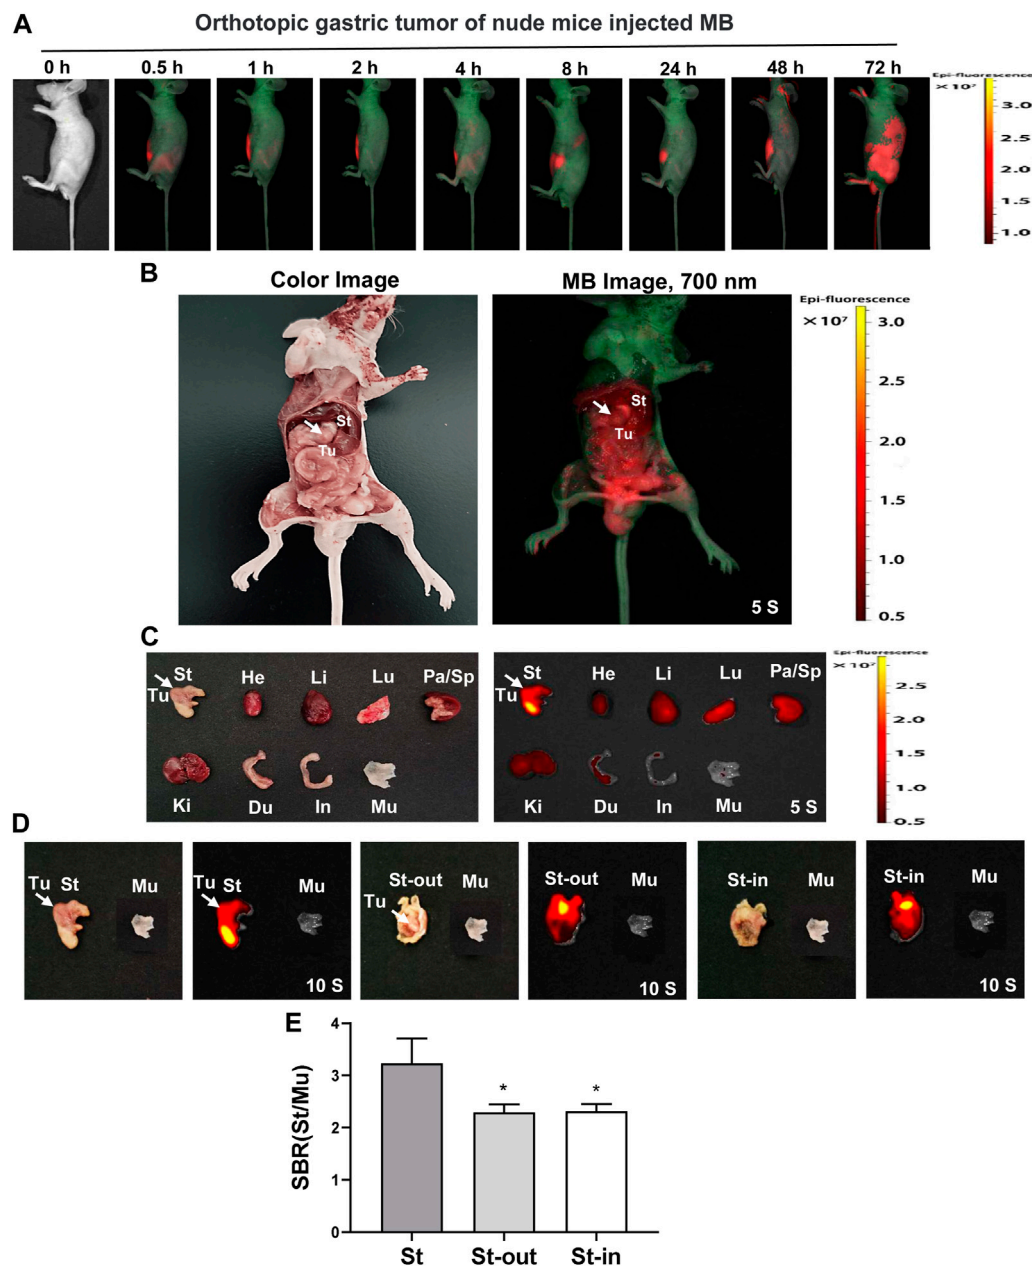 A
Orthotopic gastric tumor of nude mice injected MB
0 h 0.5 h 1 h 2 h 4 h 8 h 24 h 48 h 72 h
Epi-fluorescence
×10⁷
3.0
2.5
2.0
1.5
1.0
B
Color Image MB Image, 700 nm
Epi-fluorescence
×10⁷
3.0
2.5
2.0
1.5
1.0
0.5
St
Tu
St
Tu
5 S
C
St He Li Lu Pa/Sp
Tu
Ki Du In Mu
St He Li Lu Pa/Sp
Tu
Ki Du In Mu 5 S
Epi-fluorescence
×10⁷
2.5
2.0
1.5
1.0
0.5
D
Tu St Mu
Tu St Mu
10 S
St-out Mu
Tu
St-out Mu
10 S
St-in Mu
St-in Mu
10 S
E
SBR(St/Mu)
4
3
2
1
0
* *
St St-out St-in